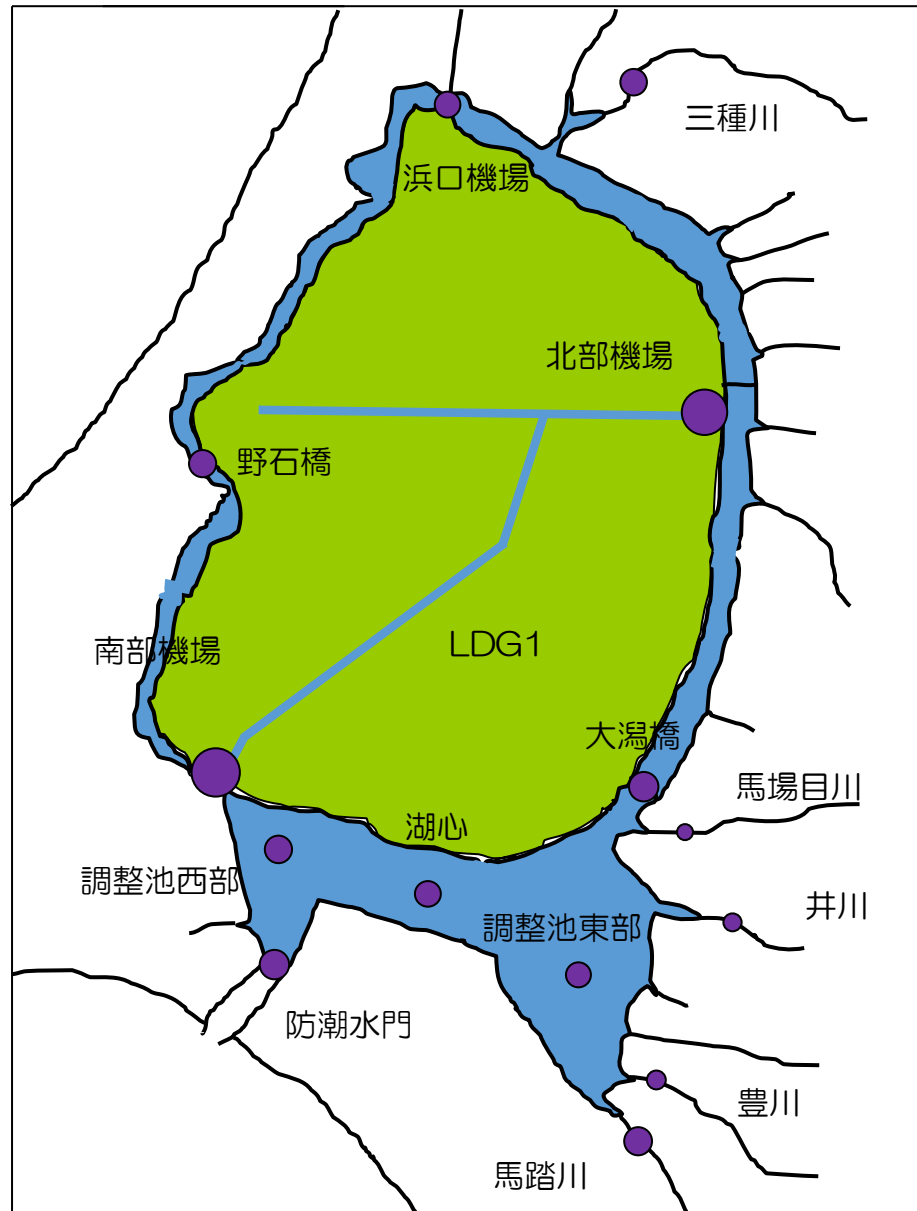 三種川
浜口機場
北部機場
野石橋
LDG1
南部機場
大潟橋
馬場目川
湖心
調整池西部
井川
調整池東部
防潮水門
豊川
馬踏川